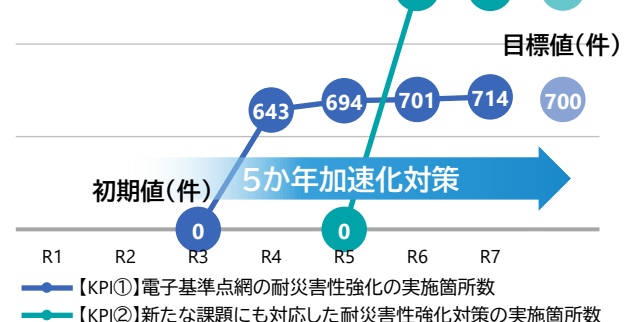 目標値(件)
643 694 701 714 700
5か年加速化対策
初期値(件)
0 0
R1 R2 R3 R4 R5 R6 R7
【KPI①】電子基準点網の耐災害性強化の実施箇所数
【KPI②】新たな課題にも対応した耐災害性強化対策の実施箇所数